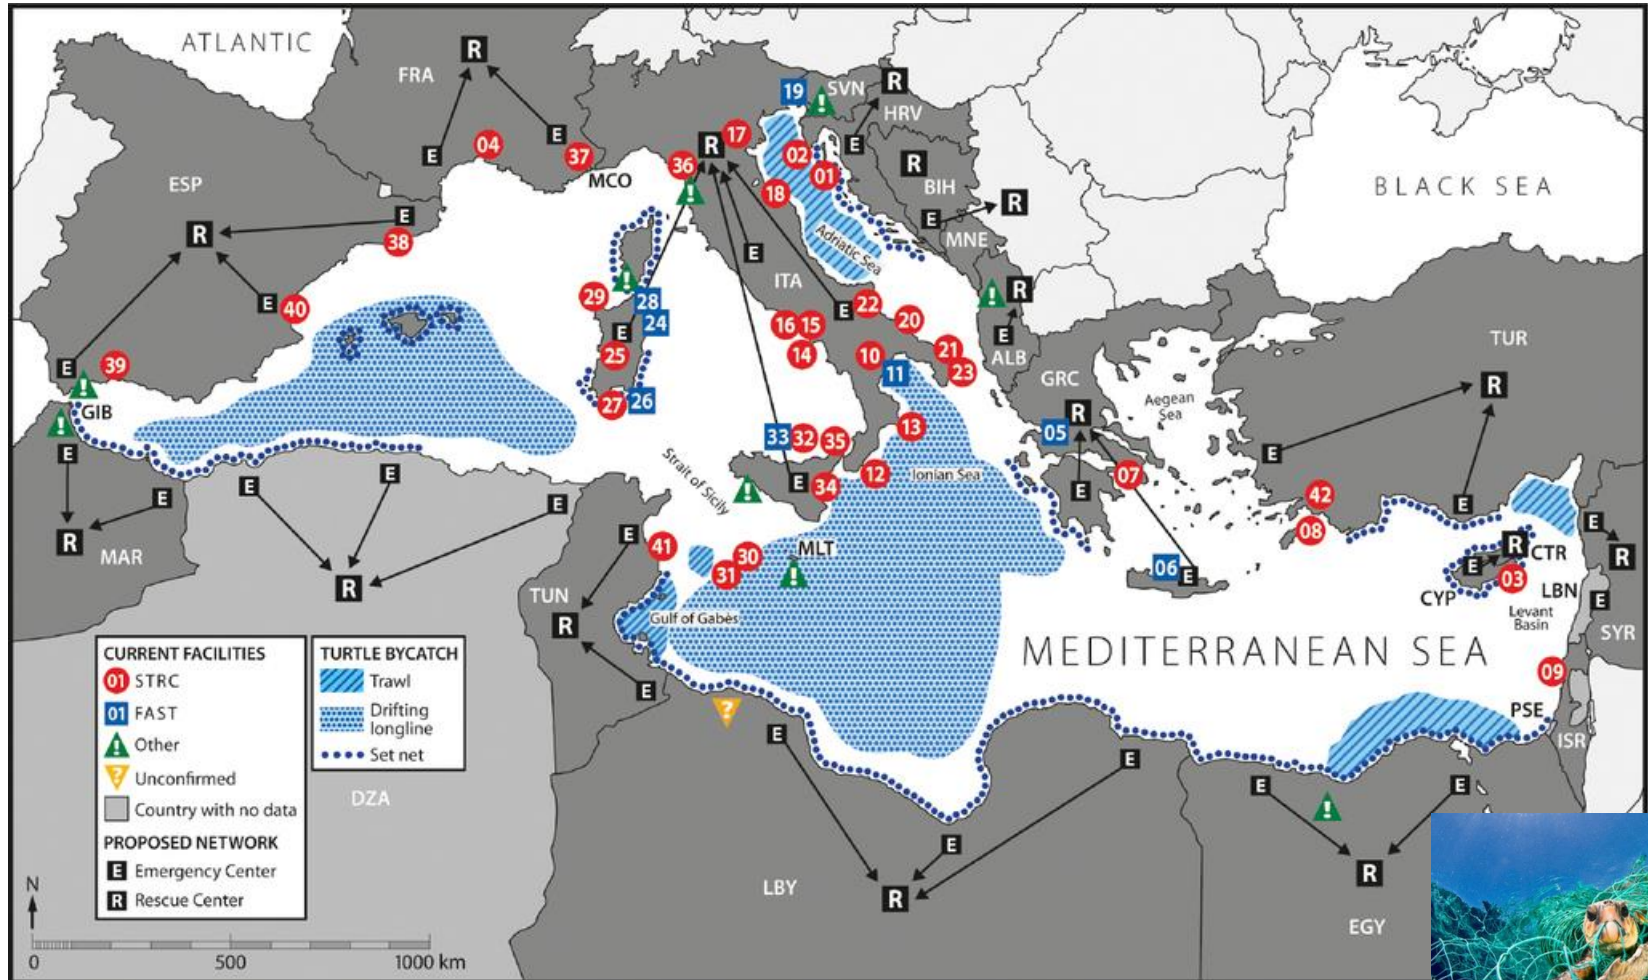 ATLANTIC
FRA
R
E
E
04
37
MCO
ESP
R
E
38
E
40
E
39
GIB
E
E
R
MAR
E
E
E
R
DZA
19
SVN
R
HRV
E
R
17
36
02
01
18
R
BIH
E
R
MNE
BLACK SEA
Adriatic Sea
E
ITA
29
28
24
E
25
27
26
22
E
20
16
15
14
10
11
21
23
R
E
ALB
GRC
R
05
Aegean Sea
TUR
R
E
E
13
33
32
35
12
E
34
Strait of Sicily
Ionian Sea
07
E
42
08
06
E
E
41
30
31
MLT
TUN
R
Gulf of Gabès
E
R
CTR
E
03
CYP
LBN
Levant Basin
E
R
E
SYR
MEDITERRANEAN SEA
09
PSE
ISR
CURRENT FACILITIES
01 STRC
01 FAST
! Other
? Unconfirmed
Country with no data
PROPOSED NETWORK
E Emergency Center
R Rescue Center
TURTLE BYCATCH
Trawl
Drifting longline
Set net
E
E
E
R
LBY
E
E
R
EGY
N
0 500 1000 km